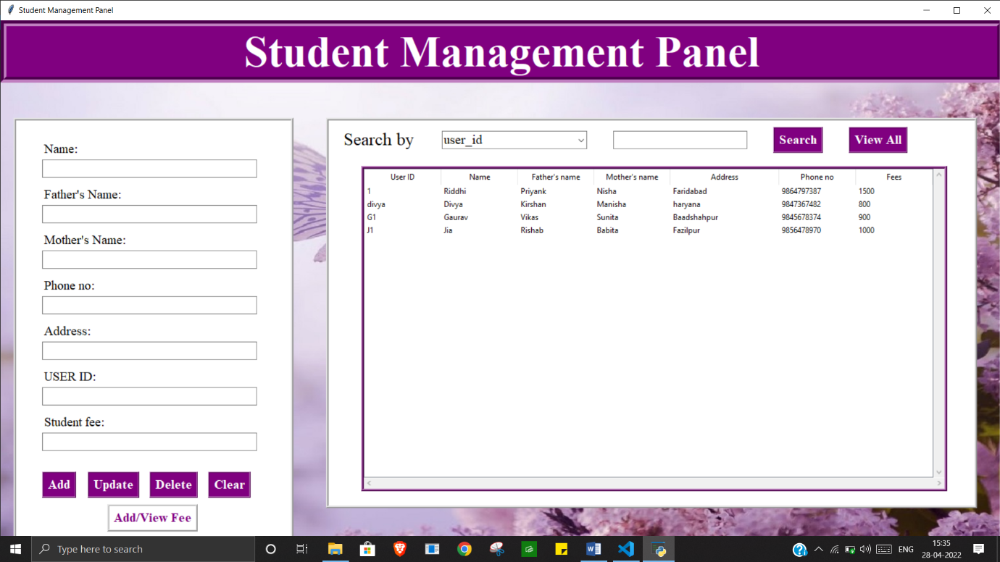 Student Management Panel
Student Management Panel
Name:
Father's Name:
Mother's Name:
Phone no:
Address:
USER ID:
Student fee:
Add Update Delete Clear
Add/View Fee
Search by user_id Search View All
User ID Name Father's name Mother's name Address Phone no Fees
1 Riddhi Priyank Nisha Faridabad 9864797387 1500
divya Divya Kirshan Manisha haryana 9847367482 800
G1 Gaurav Vikas Sunita Baadshahpur 9845678374 900
J1 Jia Rishab Babita Fazilpur 9856478970 1000
Type here to search
ENG
15:35
28-04-2022